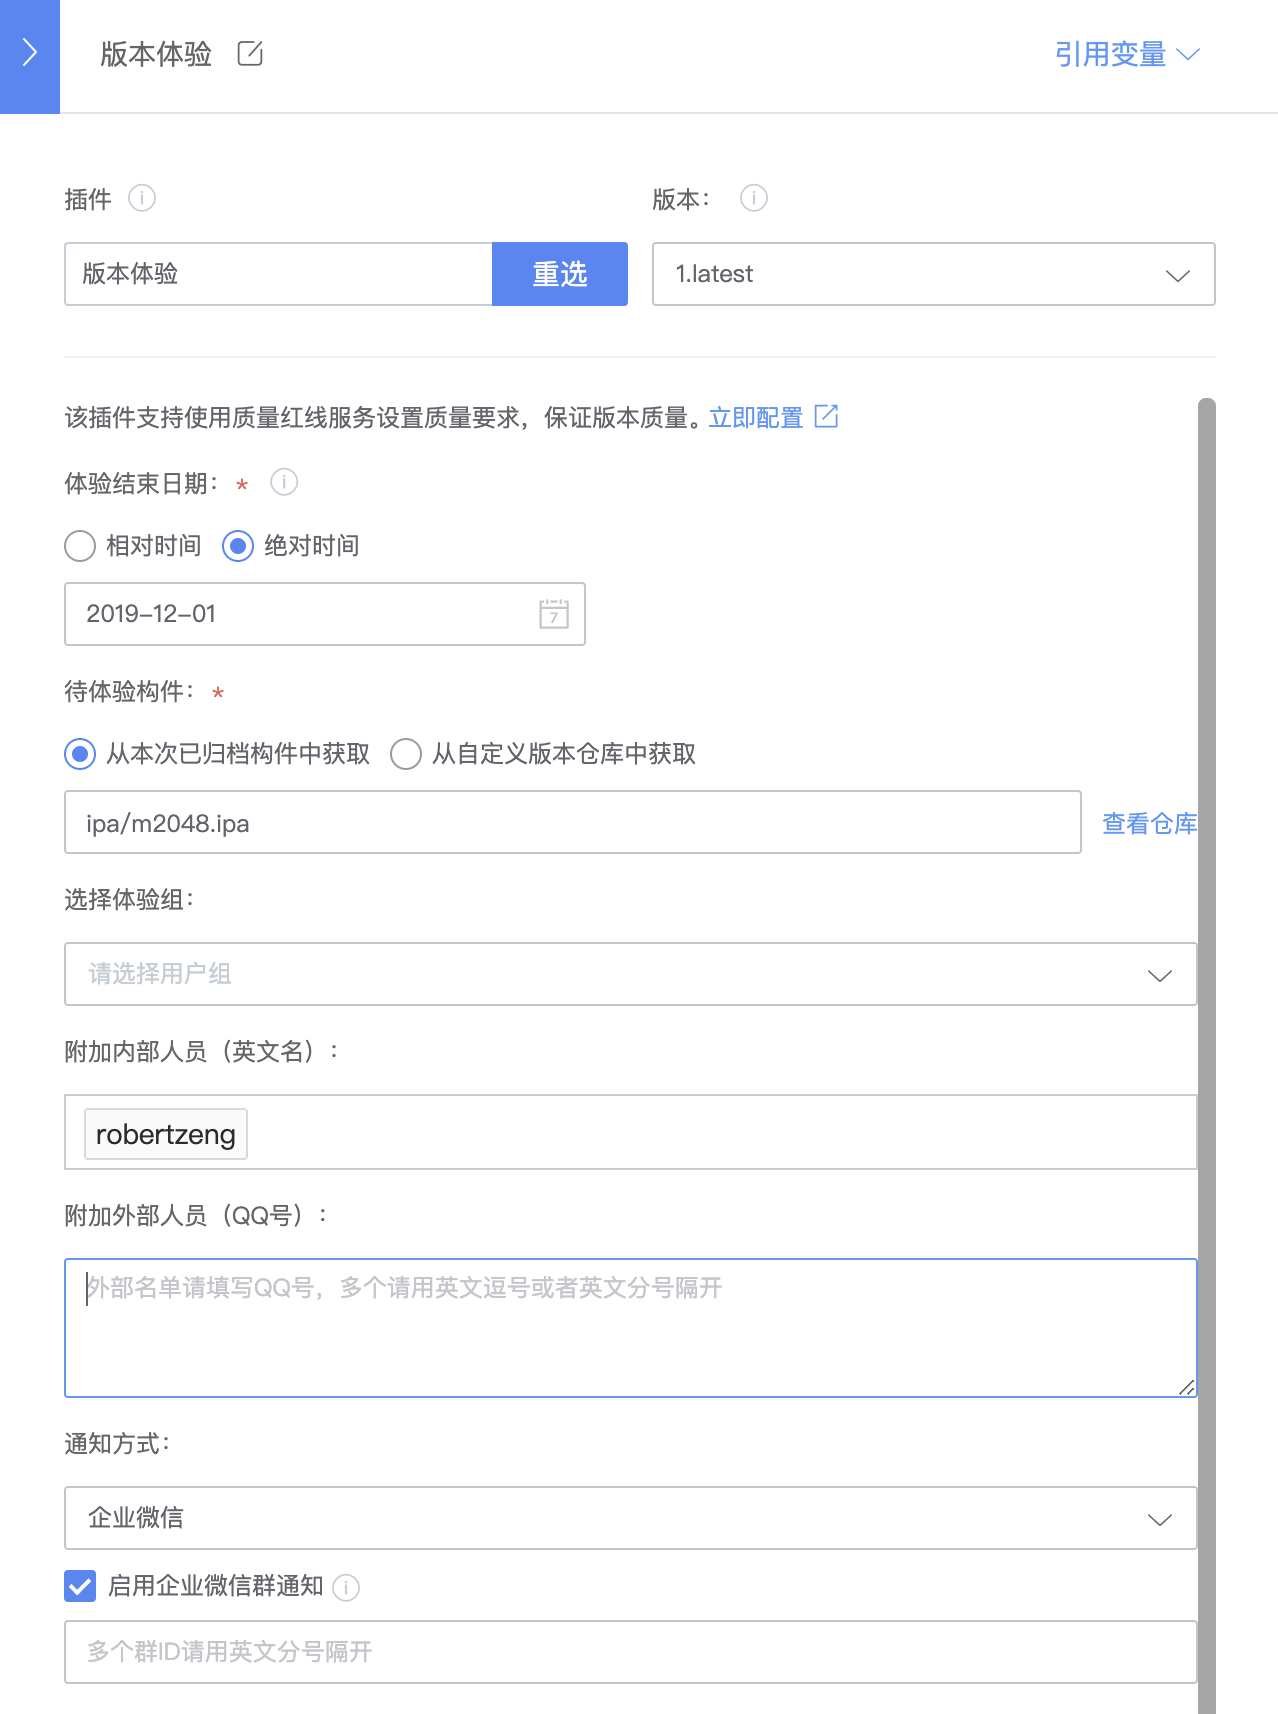 版本体验
引用变量
插件
版本：
版本体验
重选
1.latest
该插件支持使用质量红线服务设置质量要求，保证版本质量。立即配置
体验结束日期： *
相对时间 绝对时间
2019-12-01
7
待体验构件： *
从本次已归档构件中获取 从自定义版本仓库中获取
ipa/m2048.ipa
查看仓库
选择体验组：
请选择用户组
附加内部人员（英文名）：
robertzeng
附加外部人员（QQ号）：
外部名单请填写QQ号，多个请用英文逗号或者英文分号隔开
通知方式：
企业微信
启用企业微信群通知
多个群ID请用英文分号隔开